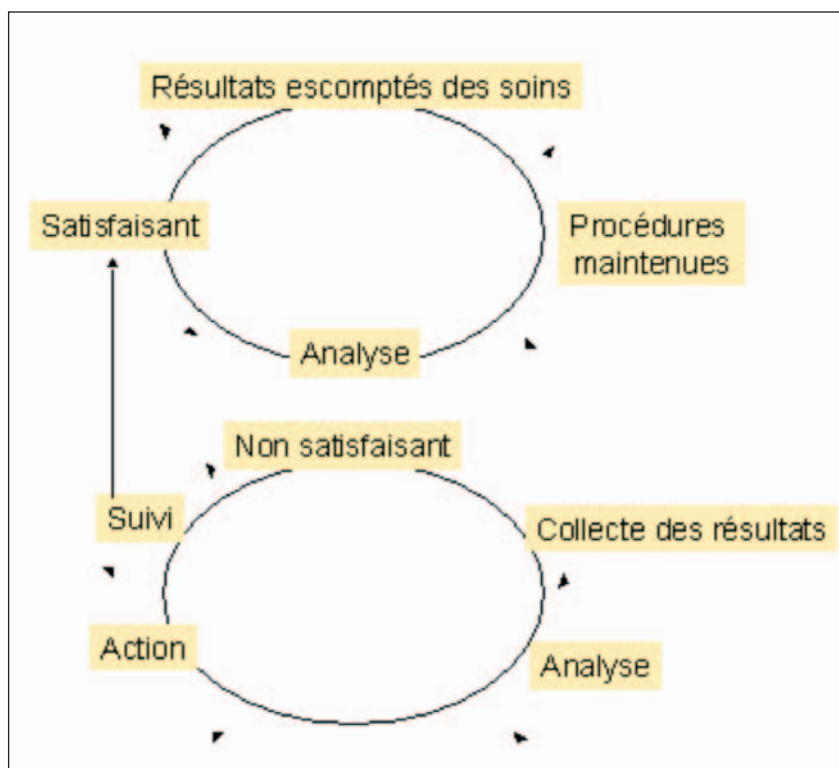 Résultats escomptés des soins
Satisfaisant
Procédures
maintenues
Analyse
Non satisfaisant
Suivi
Collecte des résultats
Action
Analyse